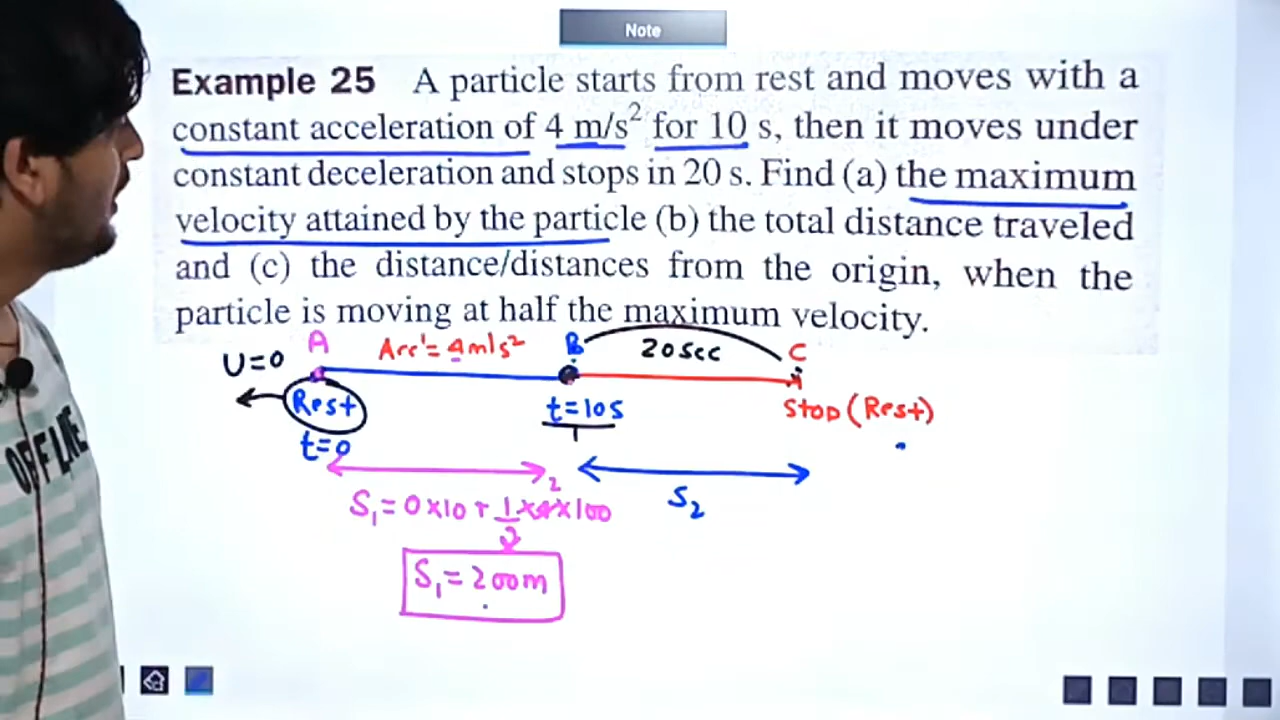 Note
Example 25 A particle starts from rest and moves with a
constant acceleration of 4 m/s² for 10 s, then it moves under
constant deceleration and stops in 20 s. Find (a) the maximum
velocity attained by the particle (b) the total distance traveled
and (c) the distance/distances from the origin, when the
particle is moving at half the maximum velocity.
A Acc'= 4m/s² B 20Sec C
U=0
Rest t=10s Stop (Rest)
t=0
S₁= 0×10 + 1/2×4×100 S₂
2
S₁= 200m